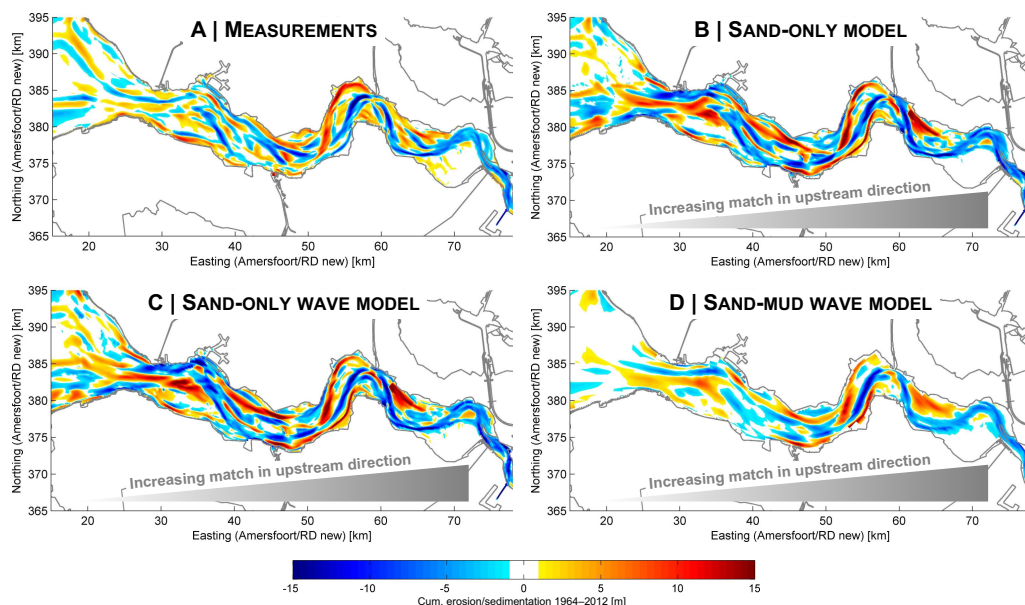 A | MEASUREMENTS
395
390
385
380
375
370
365
Northing (Amersfoort/RD new) [km]
20 30 40 50 60 70
Easting (Amersfoort/RD new) [km]
B | SAND-ONLY MODEL
395
390
385
380
375
370
365
Northing (Amersfoort/RD new) [km]
Increasing match in upstream direction
20 30 40 50 60 70
Easting (Amersfoort/RD new) [km]
C | SAND-ONLY WAVE MODEL
395
390
385
380
375
370
365
Northing (Amersfoort/RD new) [km]
Increasing match in upstream direction
20 30 40 50 60 70
Easting (Amersfoort/RD new) [km]
D | SAND-MUD WAVE MODEL
395
390
385
380
375
370
365
Northing (Amersfoort/RD new) [km]
Increasing match in upstream direction
20 30 40 50 60 70
Easting (Amersfoort/RD new) [km]
-15 -10 -5 0 5 10 15
Cum. erosion/sedimentation 1964–2012 [m]